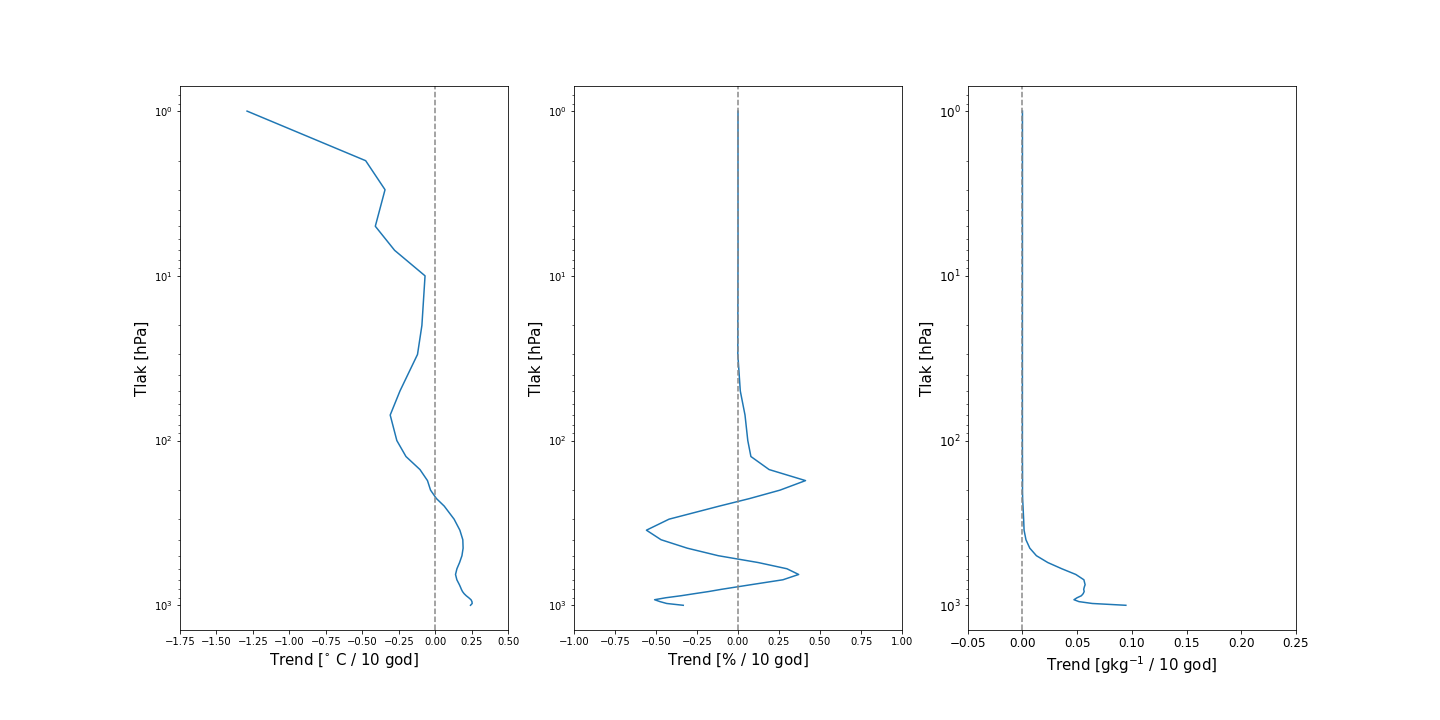 10⁰
10¹
10²
10³
Tlak [hPa]
−1.75 −1.50 −1.25 −1.00 −0.75 −0.50 −0.25 0.00 0.25 0.50
Trend [° C / 10 god]
10⁰
10¹
10²
10³
Tlak [hPa]
−1.00 −0.75 −0.50 −0.25 0.00 0.25 0.50 0.75 1.00
Trend [% / 10 god]
10⁰
10¹
10²
10³
Tlak [hPa]
−0.05 0.00 0.05 0.10 0.15 0.20 0.25
Trend [gkg⁻¹ / 10 god]